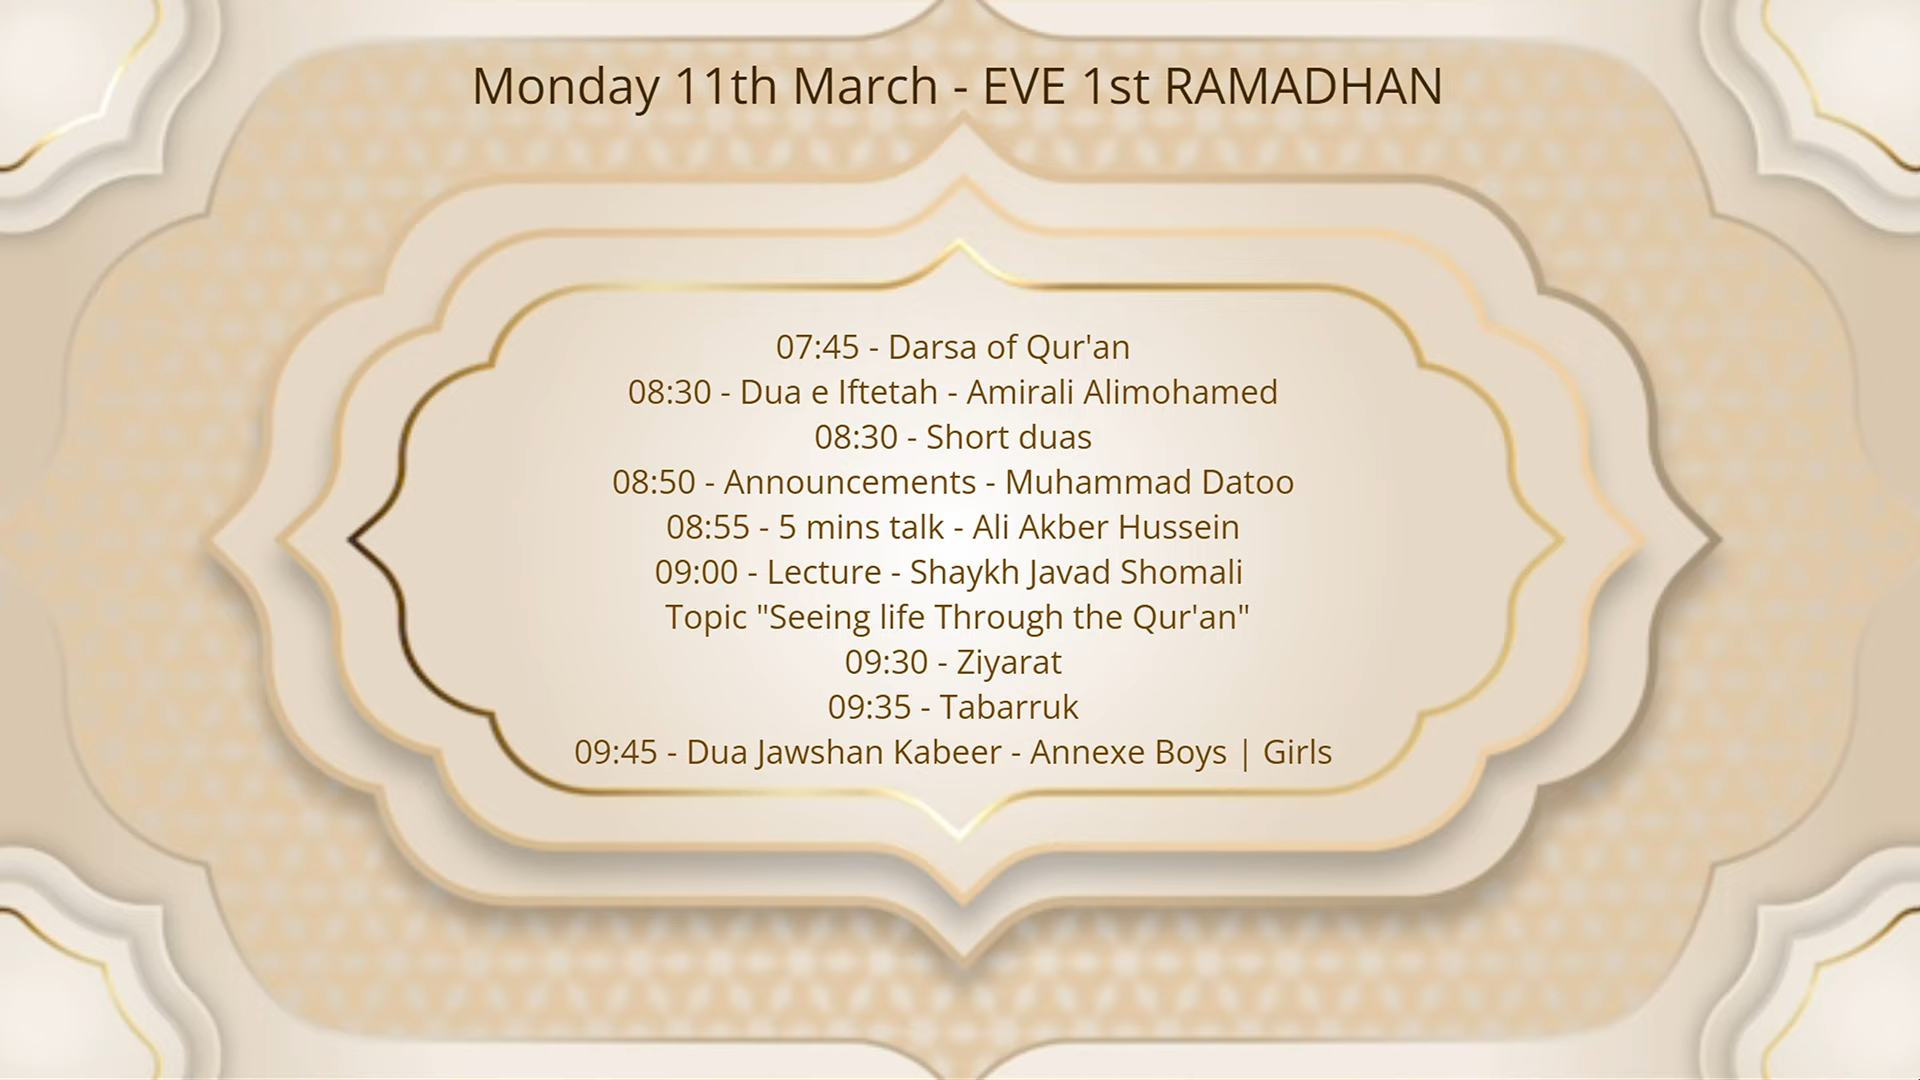 Monday 11th March - EVE 1st RAMADHAN
07:45 - Darsa of Qur'an
08:30 - Dua e Iftetah - Amirali Alimohamed
08:30 - Short duas
08:50 - Announcements - Muhammad Datoo
08:55 - 5 mins talk - Ali Akber Hussein
09:00 - Lecture - Shaykh Javad Shomali
Topic "Seeing life Through the Qur'an"
09:30 - Ziyarat
09:35 - Tabarruk
09:45 - Dua Jawshan Kabeer - Annexe Boys | Girls